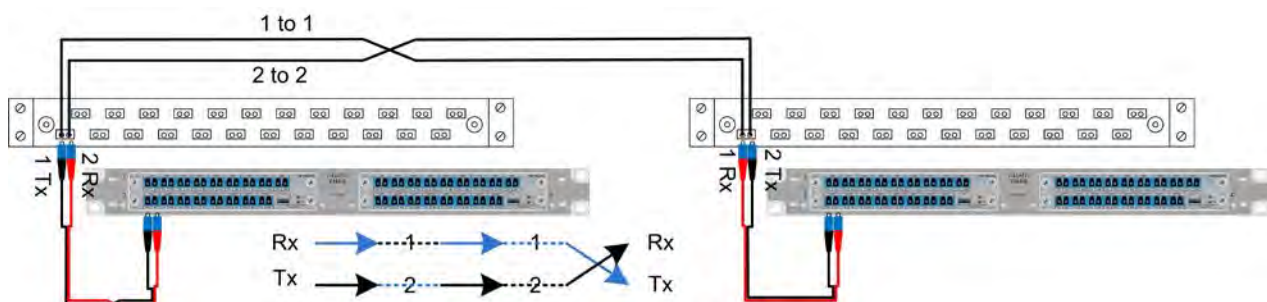 1 to 1
2 to 2
1 Tx
2 Rx
1 Rx
2 Tx
Rx 1 1 Rx
Tx 2 2 Tx